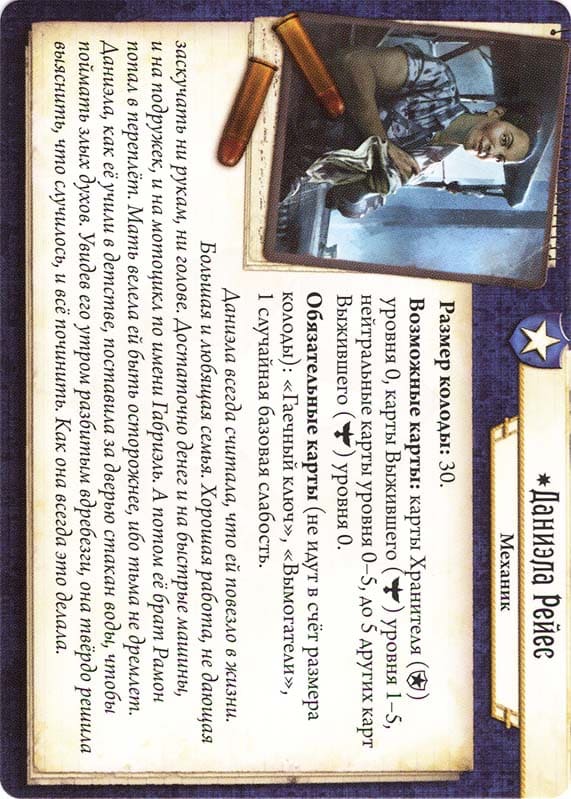 ✷Даниэла Рейес
Механик
Размер колоды: 30.
Возможные карты: карты Хранителя ( )
уровня 0, карты Выжившего ( ) уровня 1–5,
нейтральные карты уровня 0–5, до 5 других карт
Выжившего ( ) уровня 0.
Обязательные карты (не идут в счёт размера
колоды): «Гаечный ключ», «Вымогатели»,
1 случайная базовая слабость.
Даниэла всегда считала, что ей повезло в жизни.
Большая и любящая семья. Хорошая работа, не дающая
заскучать ни рукам, ни голове. Достаточно денег и на быстрые машины,
и на подружек, и на мотоцикл по имени Габриэль. А потом её брат Рамон
попал в переплёт. Мать велела ей быть осторожнее, ибо тьма не дремлет.
Даниэла, как её учили в детстве, поставила за дверью стакан воды, чтобы
поймать злых духов. Увидев его утром разбитым вдребезги, она твёрдо решила
выяснить, что случилось, и всё починить. Как она всегда это делала.